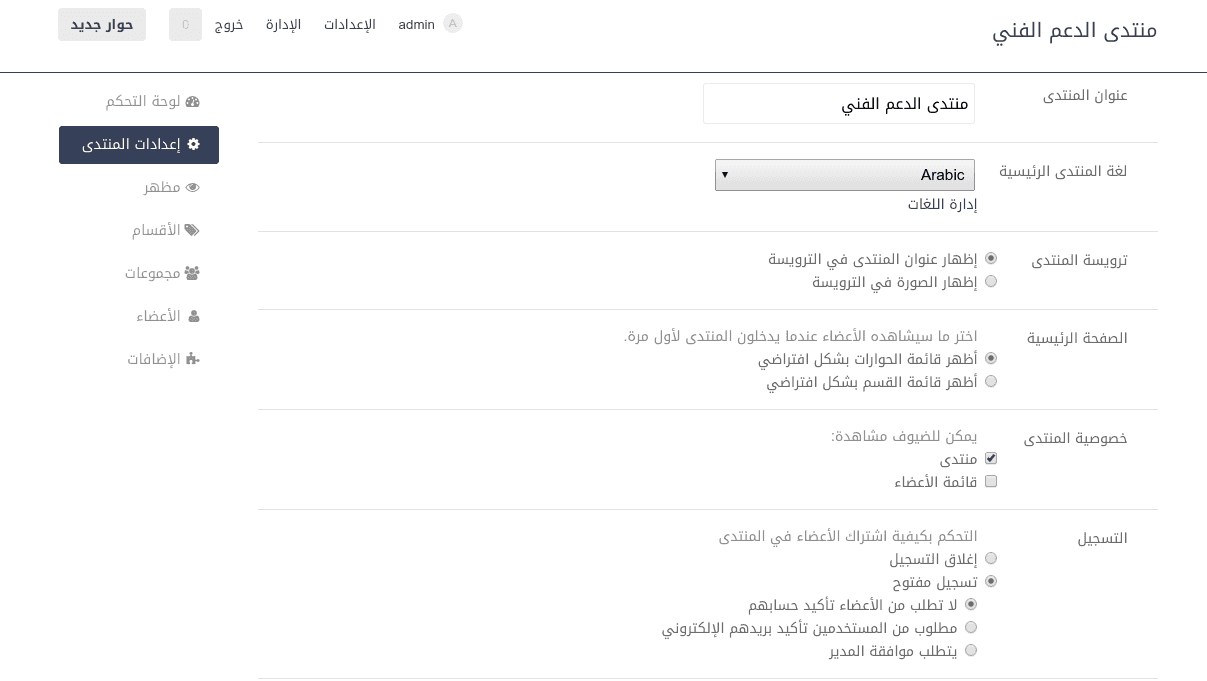 منتدى الدعم الفني
A admin
الإعدادات
الإدارة
خروج
0
حوار جديد
لوحة التحكم
إعدادات المنتدى
مظهر
الأقسام
مجموعات
الأعضاء
الإضافات
عنوان المنتدى
منتدى الدعم الفني
لغة المنتدى الرئيسية
Arabic
إدارة اللغات
ترويسة المنتدى
إظهار عنوان المنتدى في الترويسة
إظهار الصورة في الترويسة
الصفحة الرئيسية
اختر ما سيشاهده الأعضاء عندما يدخلون المنتدى لأول مرة.
أظهر قائمة الحوارات بشكل افتراضي
أظهر قائمة القسم بشكل افتراضي
خصوصية المنتدى
يمكن للضيوف مشاهدة:
منتدى
قائمة الأعضاء
التسجيل
التحكم بكيفية اشتراك الأعضاء في المنتدى
إغلاق التسجيل
تسجيل مفتوح
لا تطلب من الأعضاء تأكيد حسابهم
مطلوب من المستخدمين تأكيد بريدهم الإلكتروني
يتطلب موافقة المدير